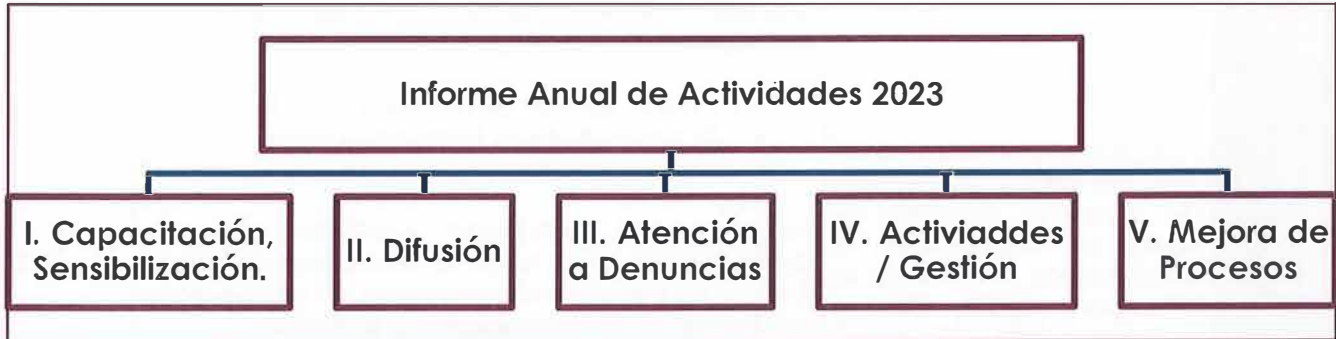 Informe Anual de Actividades 2023
I. Capacitación,
Sensibilización.
II. Difusión
III. Atención
a Denuncias
IV. Activiaddes
/ Gestión
V. Mejora de
Procesos